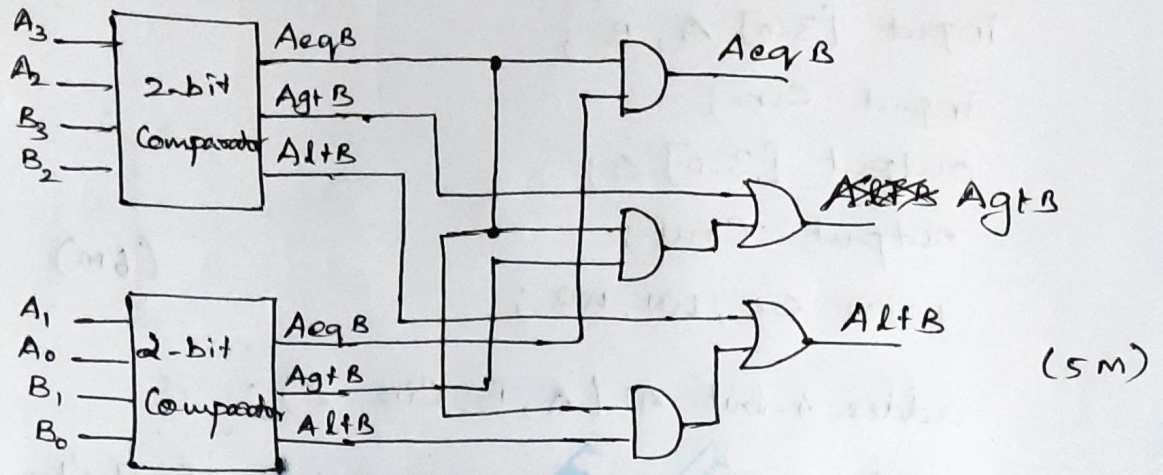 A3
A2
B3
B2
2-bit
Comparator
AeqB
AgtB
AltB
AeqB
AgtB
AltB
A1
A0
B1
B0
2-bit
Comparator
AeqB
AgtB
AltB
(5M)